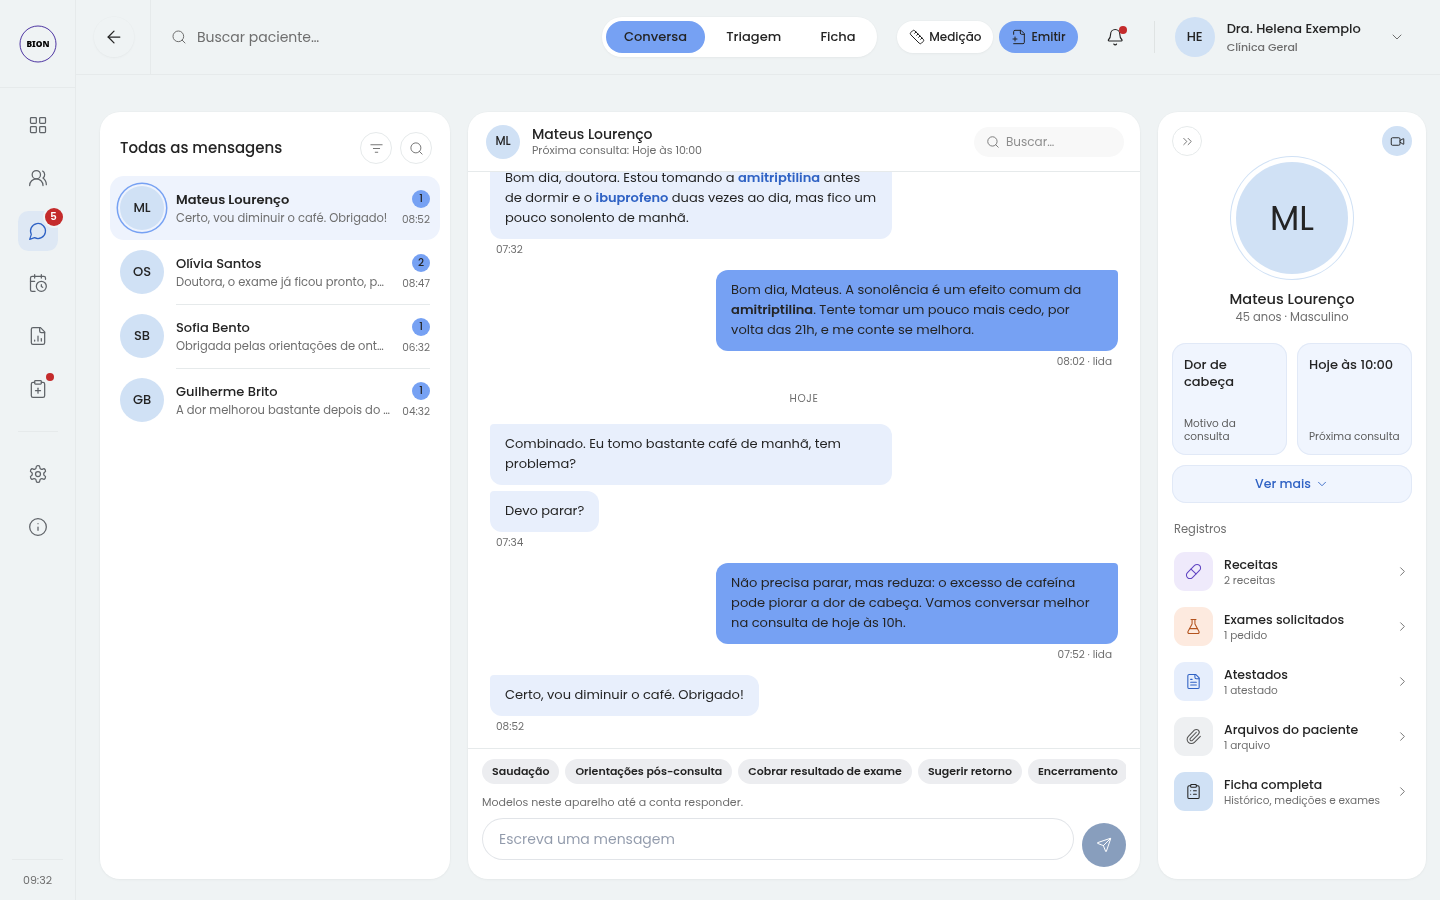 BION
Buscar paciente...
Conversa
Triagem
Ficha
Medição
Emitir
HE
Dra. Helena Exemplo
Clínica Geral
5
09:32
Todas as mensagens
ML
Mateus Lourenço
1
Certo, vou diminuir o café. Obrigado!
08:52
OS
Olívia Santos
2
Doutora, o exame já ficou pronto, p...
08:47
SB
Sofia Bento
1
Obrigada pelas orientações de ont...
06:32
GB
Guilherme Brito
1
A dor melhorou bastante depois do ...
04:32
ML
Mateus Lourenço
Próxima consulta: Hoje às 10:00
Buscar...
Bom dia, doutora. Estou tomando a amitriptilina antes
de dormir e o ibuprofeno duas vezes ao dia, mas fico um
pouco sonolento de manhã.
07:32
Bom dia, Mateus. A sonolência é um efeito comum da
amitriptilina. Tente tomar um pouco mais cedo, por
volta das 21h, e me conte se melhora.
08:02 · lida
HOJE
Combinado. Eu tomo bastante café de manhã, tem
problema?
Devo parar?
07:34
Não precisa parar, mas reduza: o excesso de cafeína
pode piorar a dor de cabeça. Vamos conversar melhor
na consulta de hoje às 10h.
07:52 · lida
Certo, vou diminuir o café. Obrigado!
08:52
Saudação
Orientações pós-consulta
Cobrar resultado de exame
Sugerir retorno
Encerramento
Modelos neste aparelho até a conta responder.
Escreva uma mensagem
ML
Mateus Lourenço
45 anos · Masculino
Dor de
cabeça
Motivo da
consulta
Hoje às 10:00
Próxima consulta
Ver mais
Registros
Receitas
2 receitas
Exames solicitados
1 pedido
Atestados
1 atestado
Arquivos do paciente
1 arquivo
Ficha completa
Histórico, medições e exames